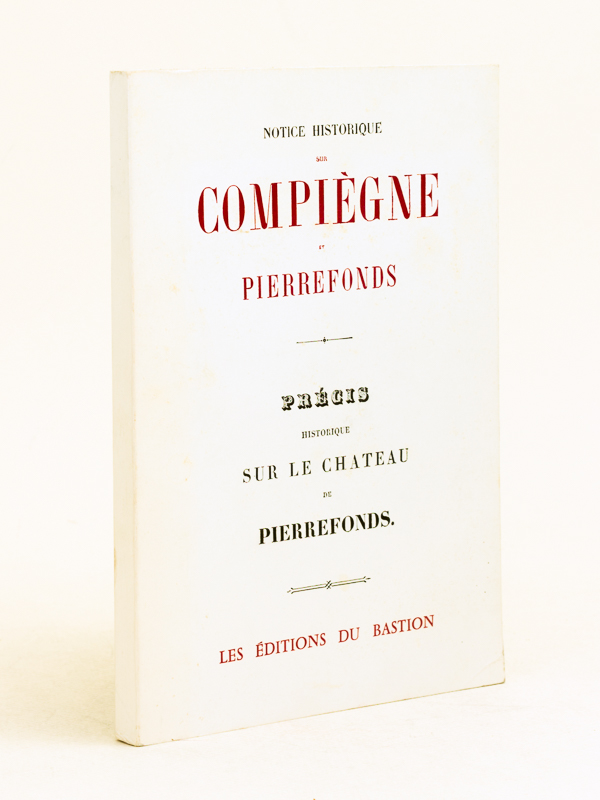 NOTICE HISTORIQUE
SUR
COMPIÈGNE
ET
PIERREFONDS
PRÉCIS
HISTORIQUE
SUR LE CHATEAU
DE
PIERREFONDS.
LES ÉDITIONS DU BASTION